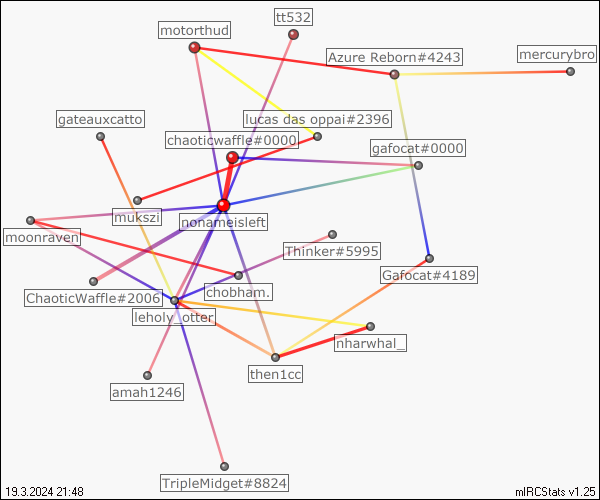 tt532
motorthud
Azure Reborn#4243
mercurybro
gateauxcatto
lucas das oppai#2396
chaoticwaffle#0000
gafocat#0000
mukszi
nonameisleft
moonraven
Thinker#5995
Gafocat#4189
chobham.
ChaoticWaffle#2006
leholy_otter
nharwhal_
then1cc
amah1246
TripleMidget#8824
19.3.2024 21:48
mIRCStats v1.25